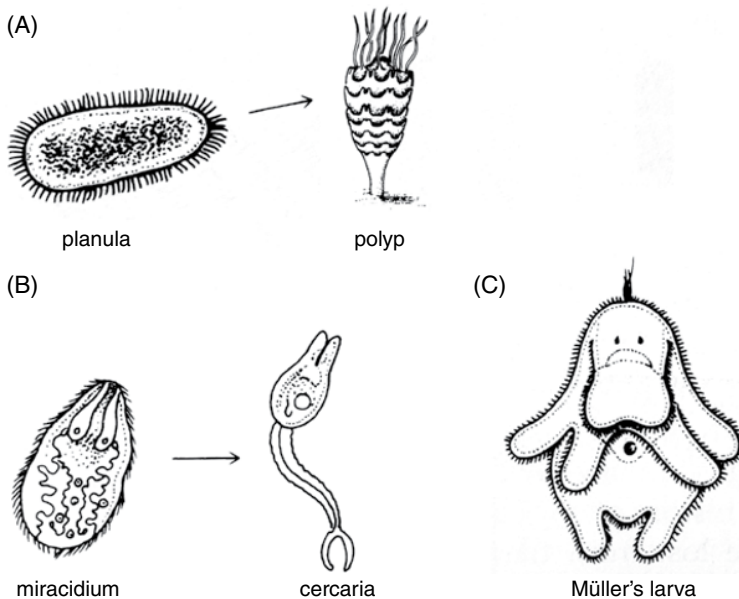 (A)
planula
polyp
(B)
(C)
miracidium
cercaria
Müller's larva